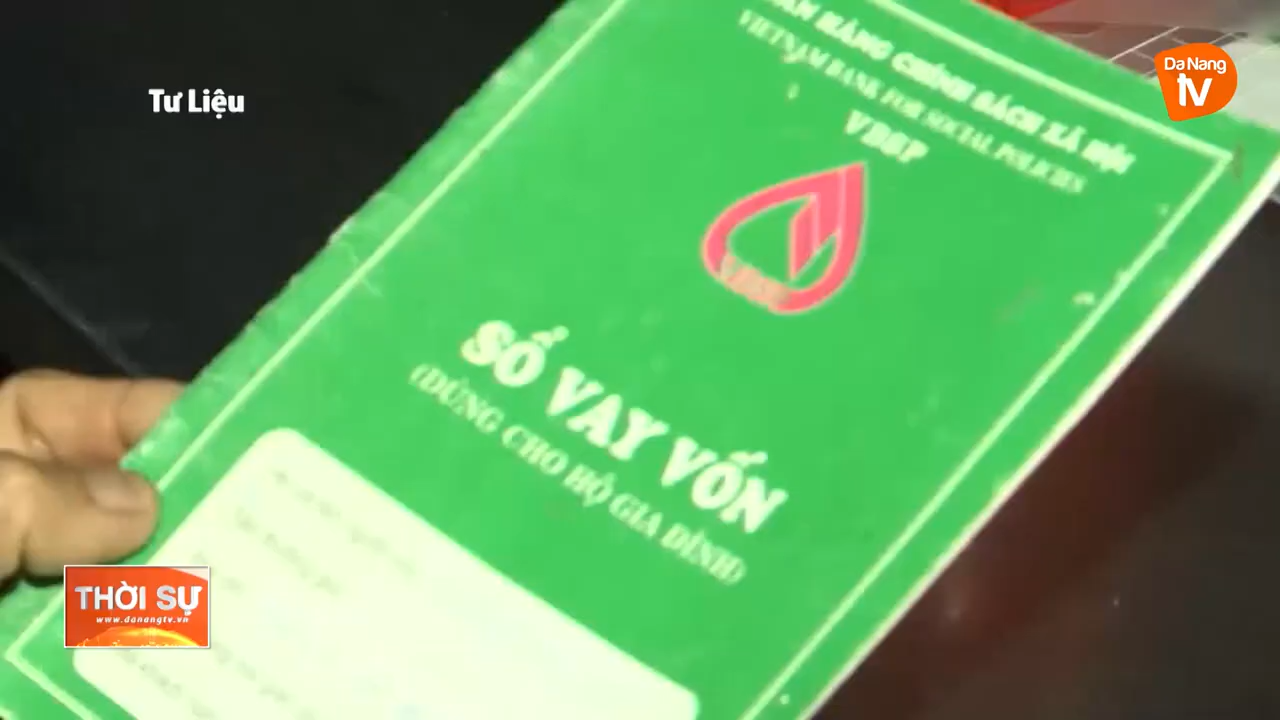 Tư Liệu
Da Nang
tv
HÀNG CHÍNH SÁCH XÃ HỘI
VIETNAM BANK FOR SOCIAL POLICIES
VBSP
SỔ VAY VỐN
(DÙNG CHO HỘ GIA ĐÌNH)
THỜI SỰ
www.danangtv.vn